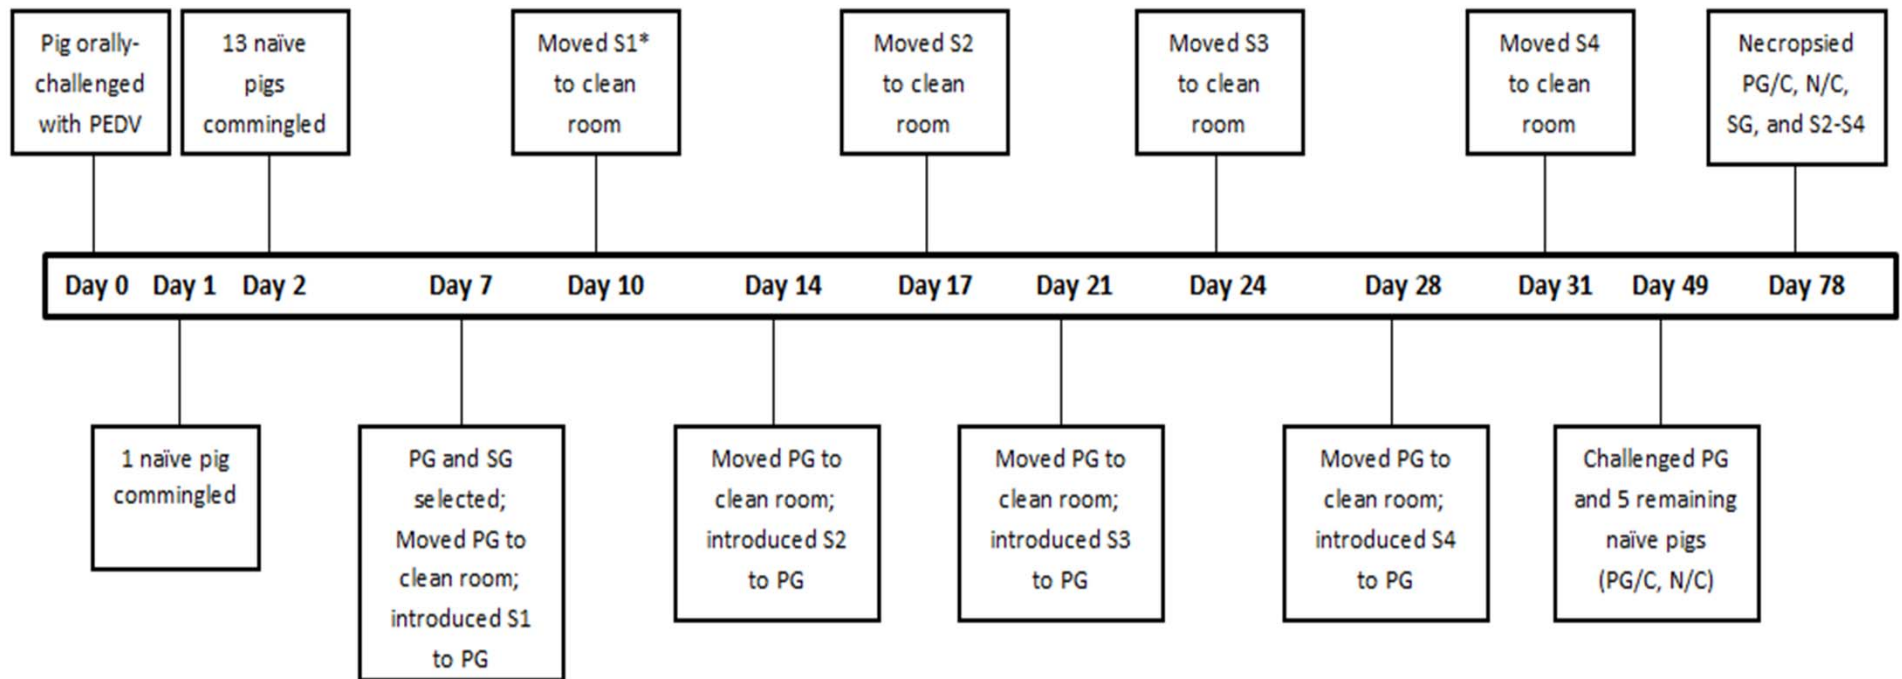 Pig orally-
challenged
with PEDV
13 naïve
pigs
commingled
Moved S1*
to clean
room
Moved S2
to clean
room
Moved S3
to clean
room
Moved S4
to clean
room
Necropsied
PG/C, N/C,
SG, and S2-S4
Day 0 Day 1 Day 2 Day 7 Day 10 Day 14 Day 17 Day 21 Day 24 Day 28 Day 31 Day 49 Day 78
1 naïve pig
commingled
PG and SG
selected;
Moved PG to
clean room;
introduced S1
to PG
Moved PG to
clean room;
introduced S2
to PG
Moved PG to
clean room;
introduced S3
to PG
Moved PG to
clean room;
introduced S4
to PG
Challenged PG
and 5 remaining
naïve pigs
(PG/C, N/C)